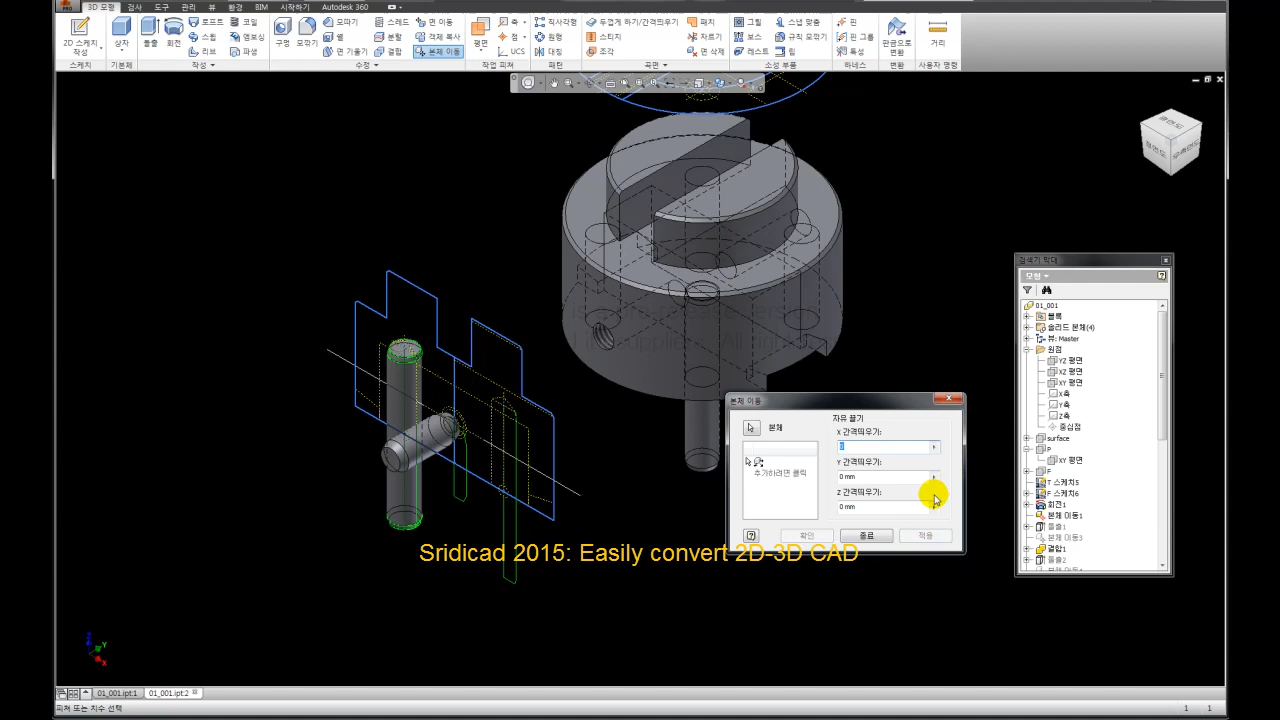 PRO
3D 모형
검사
도구
관리
뷰
환경
BIM
시작하기
Autodesk 360
2D 스케치
작성
상자
돌출
회전
로프트
스윕
리브
코일
엠보싱
파생
구멍
모깎기
모따기
쉘
면 기울기
스레드
분할
결합
면 이동
객체 복사
본체 이동
평면
축
점
UCS
직사각형
원형
대칭
두껍게 하기/간격띄우기
스티치
조각
패치
자르기
면 삭제
그릴
보스
레스트
스냅 맞춤
규칙 모깎기
립
핀
핀 그룹
특성
판금으로
변환
거리
스케치
기본체
작성
수정
작업 피쳐
패턴
곡면
소성 부품
하네스
변환
사용자 명령
평면도
정면도
우측면도
검색기 막대
모형
01_001
블록
솔리드 본체(4)
뷰: Master
원점
YZ 평면
XZ 평면
XY 평면
X축
Y축
Z축
중심점
surface
P
XY 평면
F
T 스케치5
F 스케치6
회전1
본체 이동1
돌출1
본체 이동3
결합1
돌출2
본체 이동
본체
추가하려면 클릭
자유 끌기
X 간격띄우기:
0
Y 간격띄우기:
0 mm
Z 간격띄우기:
0 mm
확인
종료
적용
Sridicad 2015: Easily convert 2D-3D CAD
Z
Y
X
01_001.ipt:1
01_001.ipt:2
피쳐 또는 치수 선택
1
1